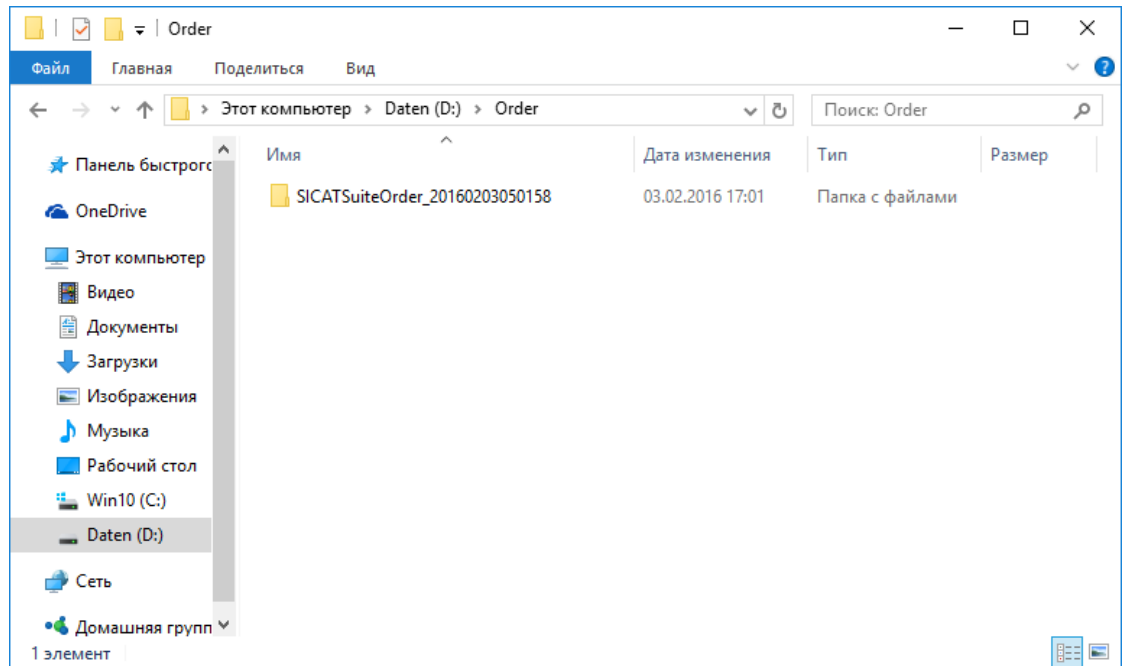 Order
Файл Главная Поделиться Вид
Этот компьютер > Daten (D:) > Order Поиск: Order
Имя Дата изменения Тип Размер
SICATSuiteOrder_20160203050158 03.02.2016 17:01 Папка с файлами
Панель быстрого
OneDrive
Этот компьютер
Видео
Документы
Загрузки
Изображения
Музыка
Рабочий стол
Win10 (C:)
Daten (D:)
Сеть
Домашняя групп
1 элемент